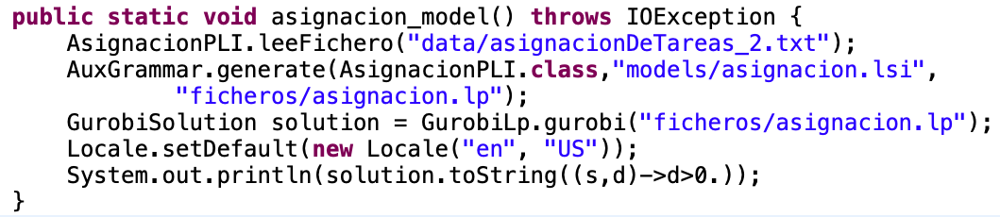 public static void asignacion_model() throws IOException {
    AsignacionPLI.leeFichero("data/asignacionDeTareas_2.txt");
    AuxGrammar.generate(AsignacionPLI.class,"models/asignacion.lsi",
            "ficheros/asignacion.lp");
    GurobiSolution solution = GurobiLp.gurobi("ficheros/asignacion.lp");
    Locale.setDefault(new Locale("en", "US"));
    System.out.println(solution.toString((s,d)->d>0.));
}